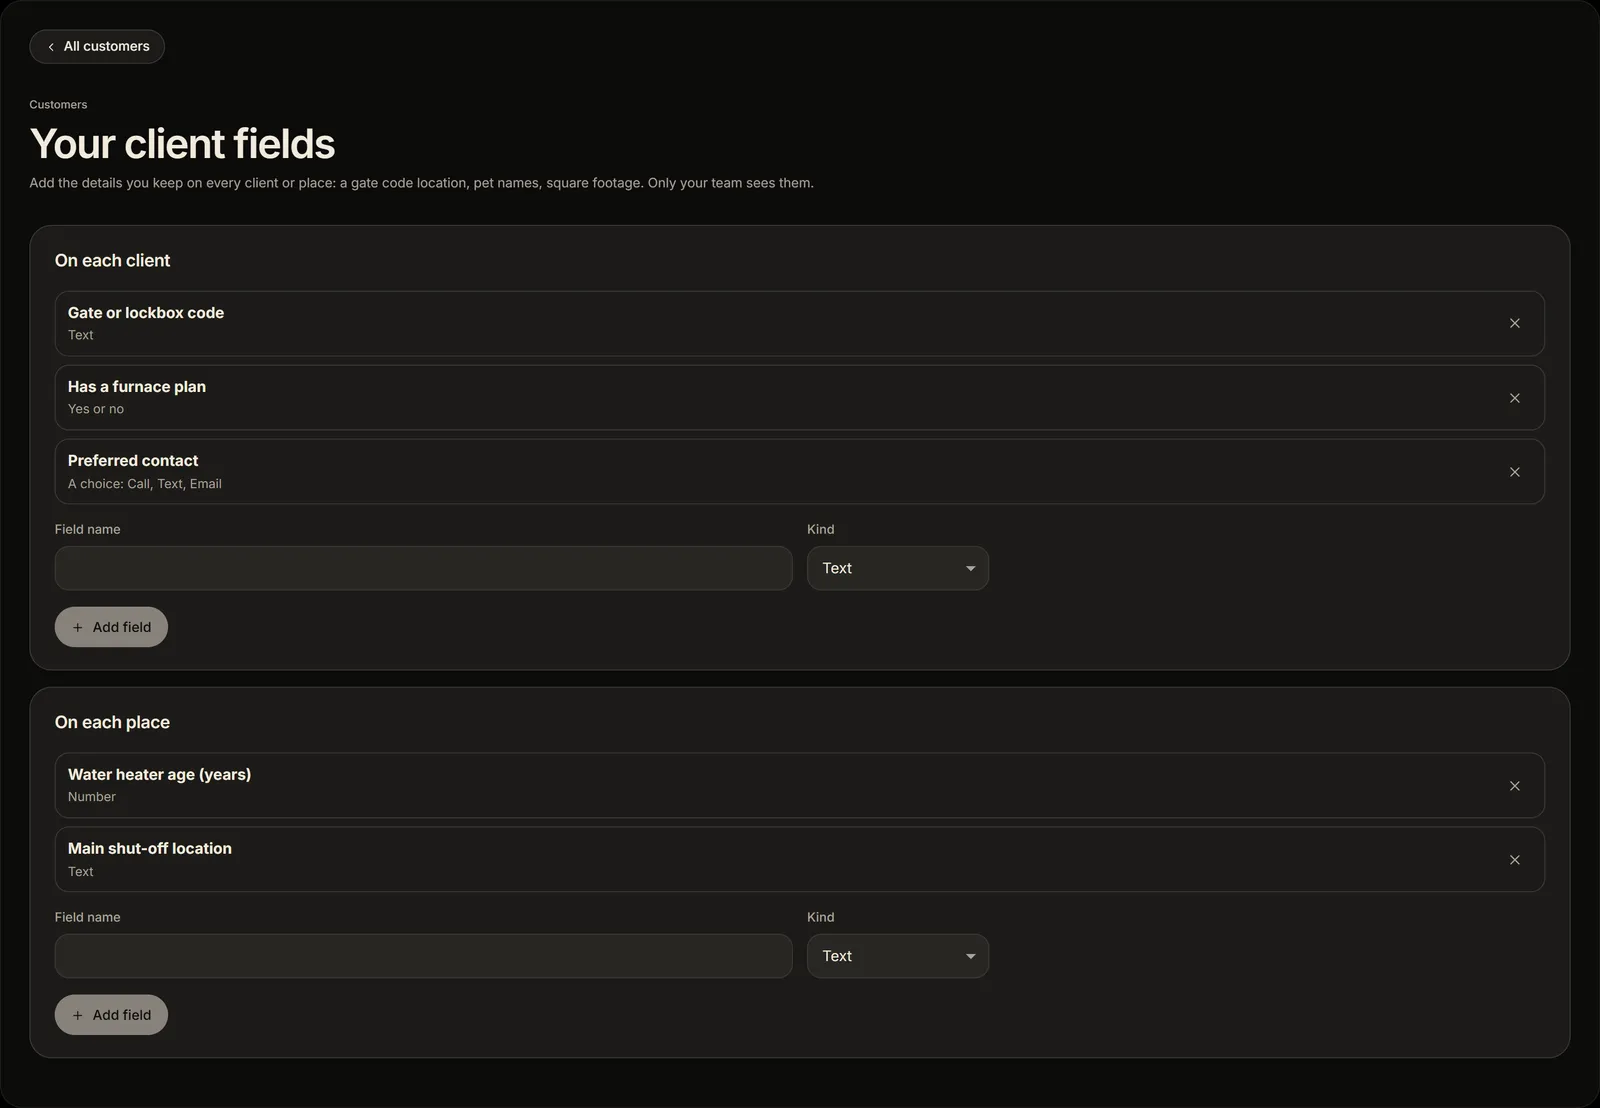 All customers
Customers
Your client fields
Add the details you keep on every client or place: a gate code location, pet names, square footage. Only your team sees them.
On each client
Gate or lockbox code
Text
Has a furnace plan
Yes or no
Preferred contact
A choice: Call, Text, Email
Field name Kind
Text
+ Add field
On each place
Water heater age (years)
Number
Main shut-off location
Text
Field name Kind
Text
+ Add field